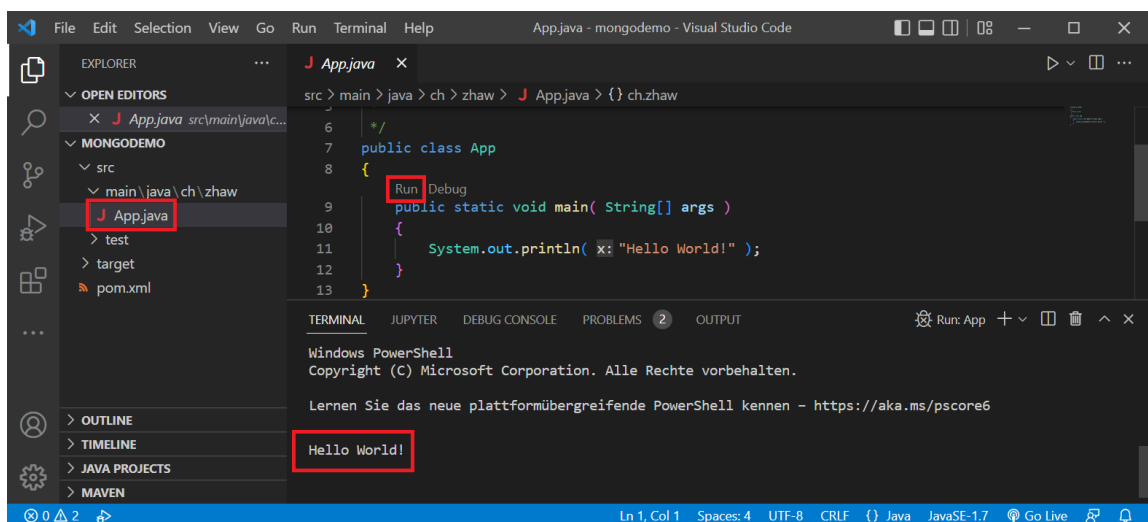 File Edit Selection View Go Run Terminal Help App.java - mongodemo - Visual Studio Code
EXPLORER
OPEN EDITORS
App.java src\main\java\c...
MONGODEMO
src
main\java\ch\zhaw
J App.java
test
target
pom.xml
OUTLINE
TIMELINE
JAVA PROJECTS
MAVEN
J App.java
src > main > java > ch > zhaw > J App.java > {} ch.zhaw
6 */
7 public class App
8 {
Run | Debug
9 public static void main( String[] args )
10 {
11 System.out.println( x: "Hello World!" );
12 }
13 }
TERMINAL JUPYTER DEBUG CONSOLE PROBLEMS 2 OUTPUT Run: App
Windows PowerShell
Copyright (C) Microsoft Corporation. Alle Rechte vorbehalten.
Lernen Sie das neue plattformübergreifende PowerShell kennen – https://aka.ms/pscore6
Hello World!
0 2 Ln 1, Col 1 Spaces: 4 UTF-8 CRLF {} Java JavaSE-1.7 Go Live